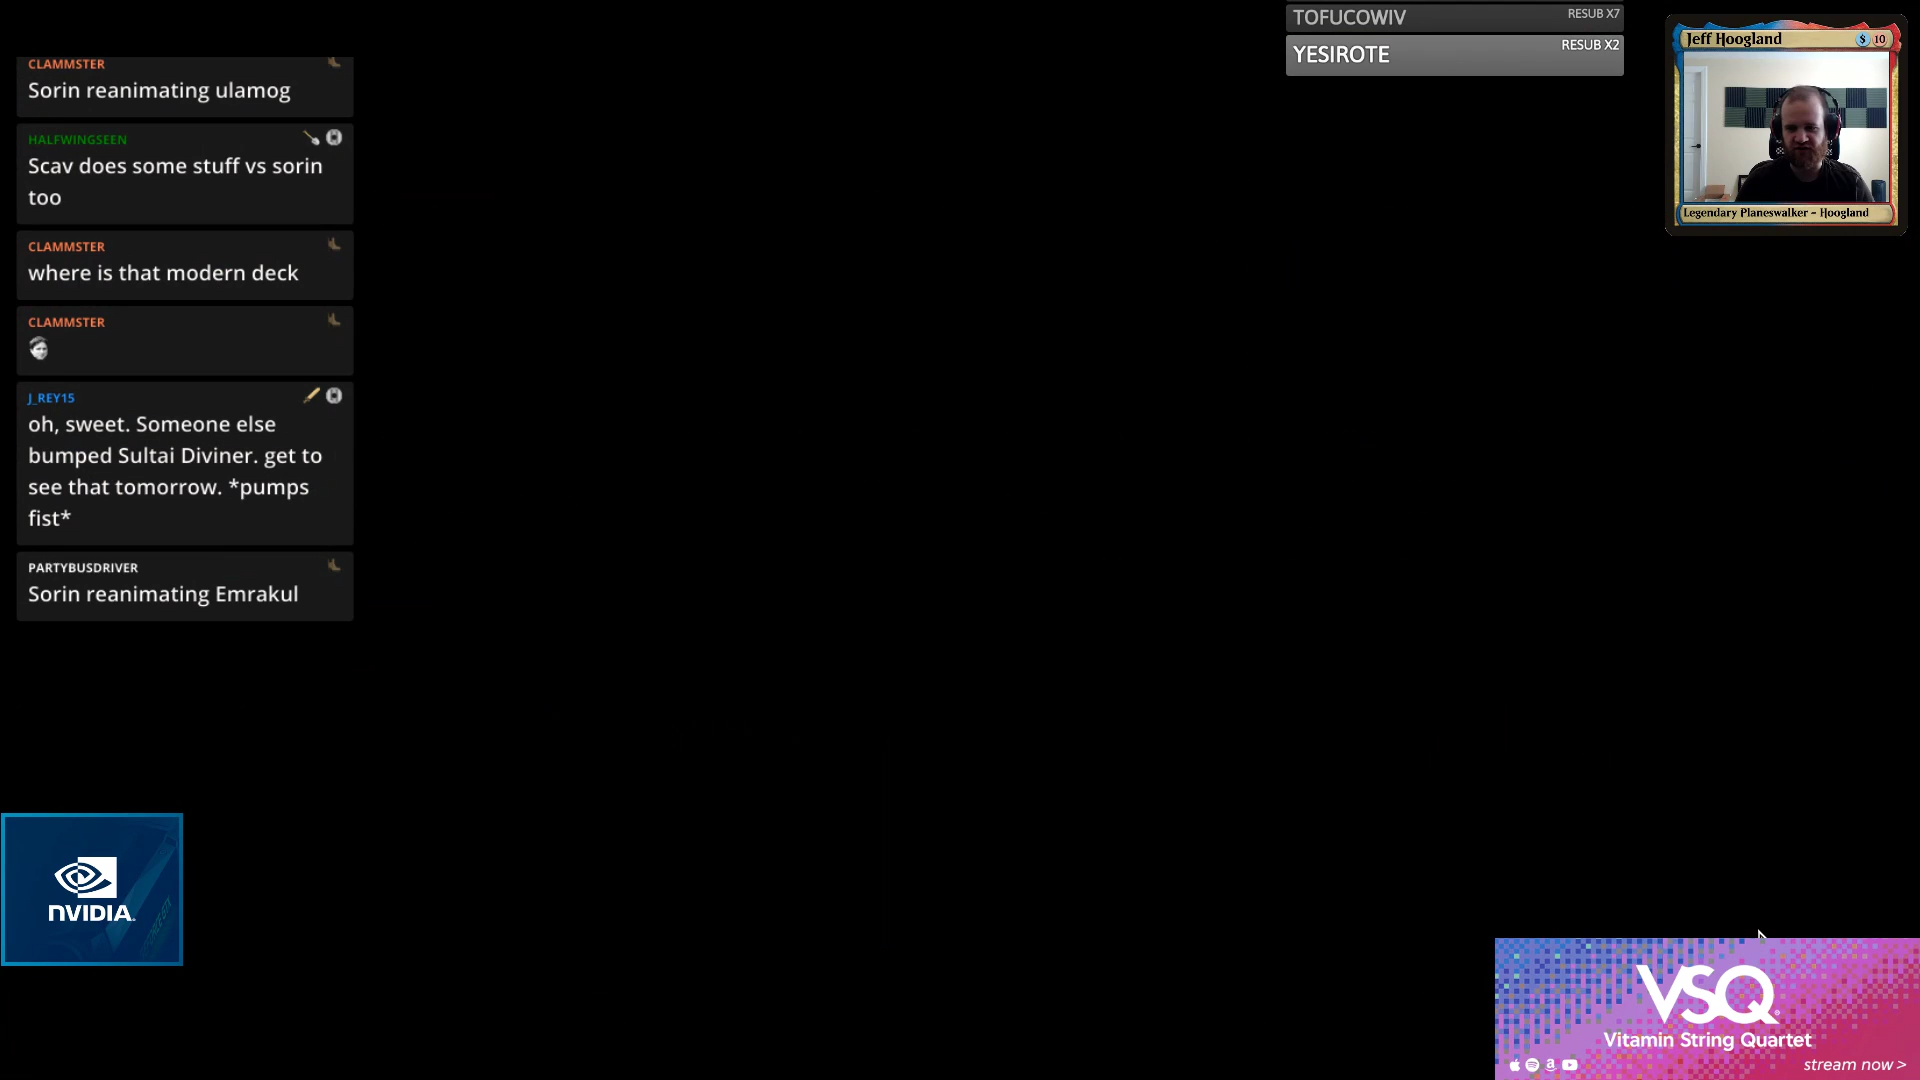 CLAMMSTER
Sorin reanimating ulamog
HALFWINGSEEN
Scav does some stuff vs sorin
too
CLAMMSTER
where is that modern deck
CLAMMSTER
J_REY15
oh, sweet. Someone else
bumped Sultai Diviner. get to
see that tomorrow. *pumps
fist*
PARTYBUSDRIVER
Sorin reanimating Emrakul
TOFUCOWIV RESUB X7
YESIROTE RESUB X2
Jeff Hoogland $ 10
Legendary Planeswalker - Hoogland
NVIDIA.
VSQ
Vitamin String Quartet
stream now >